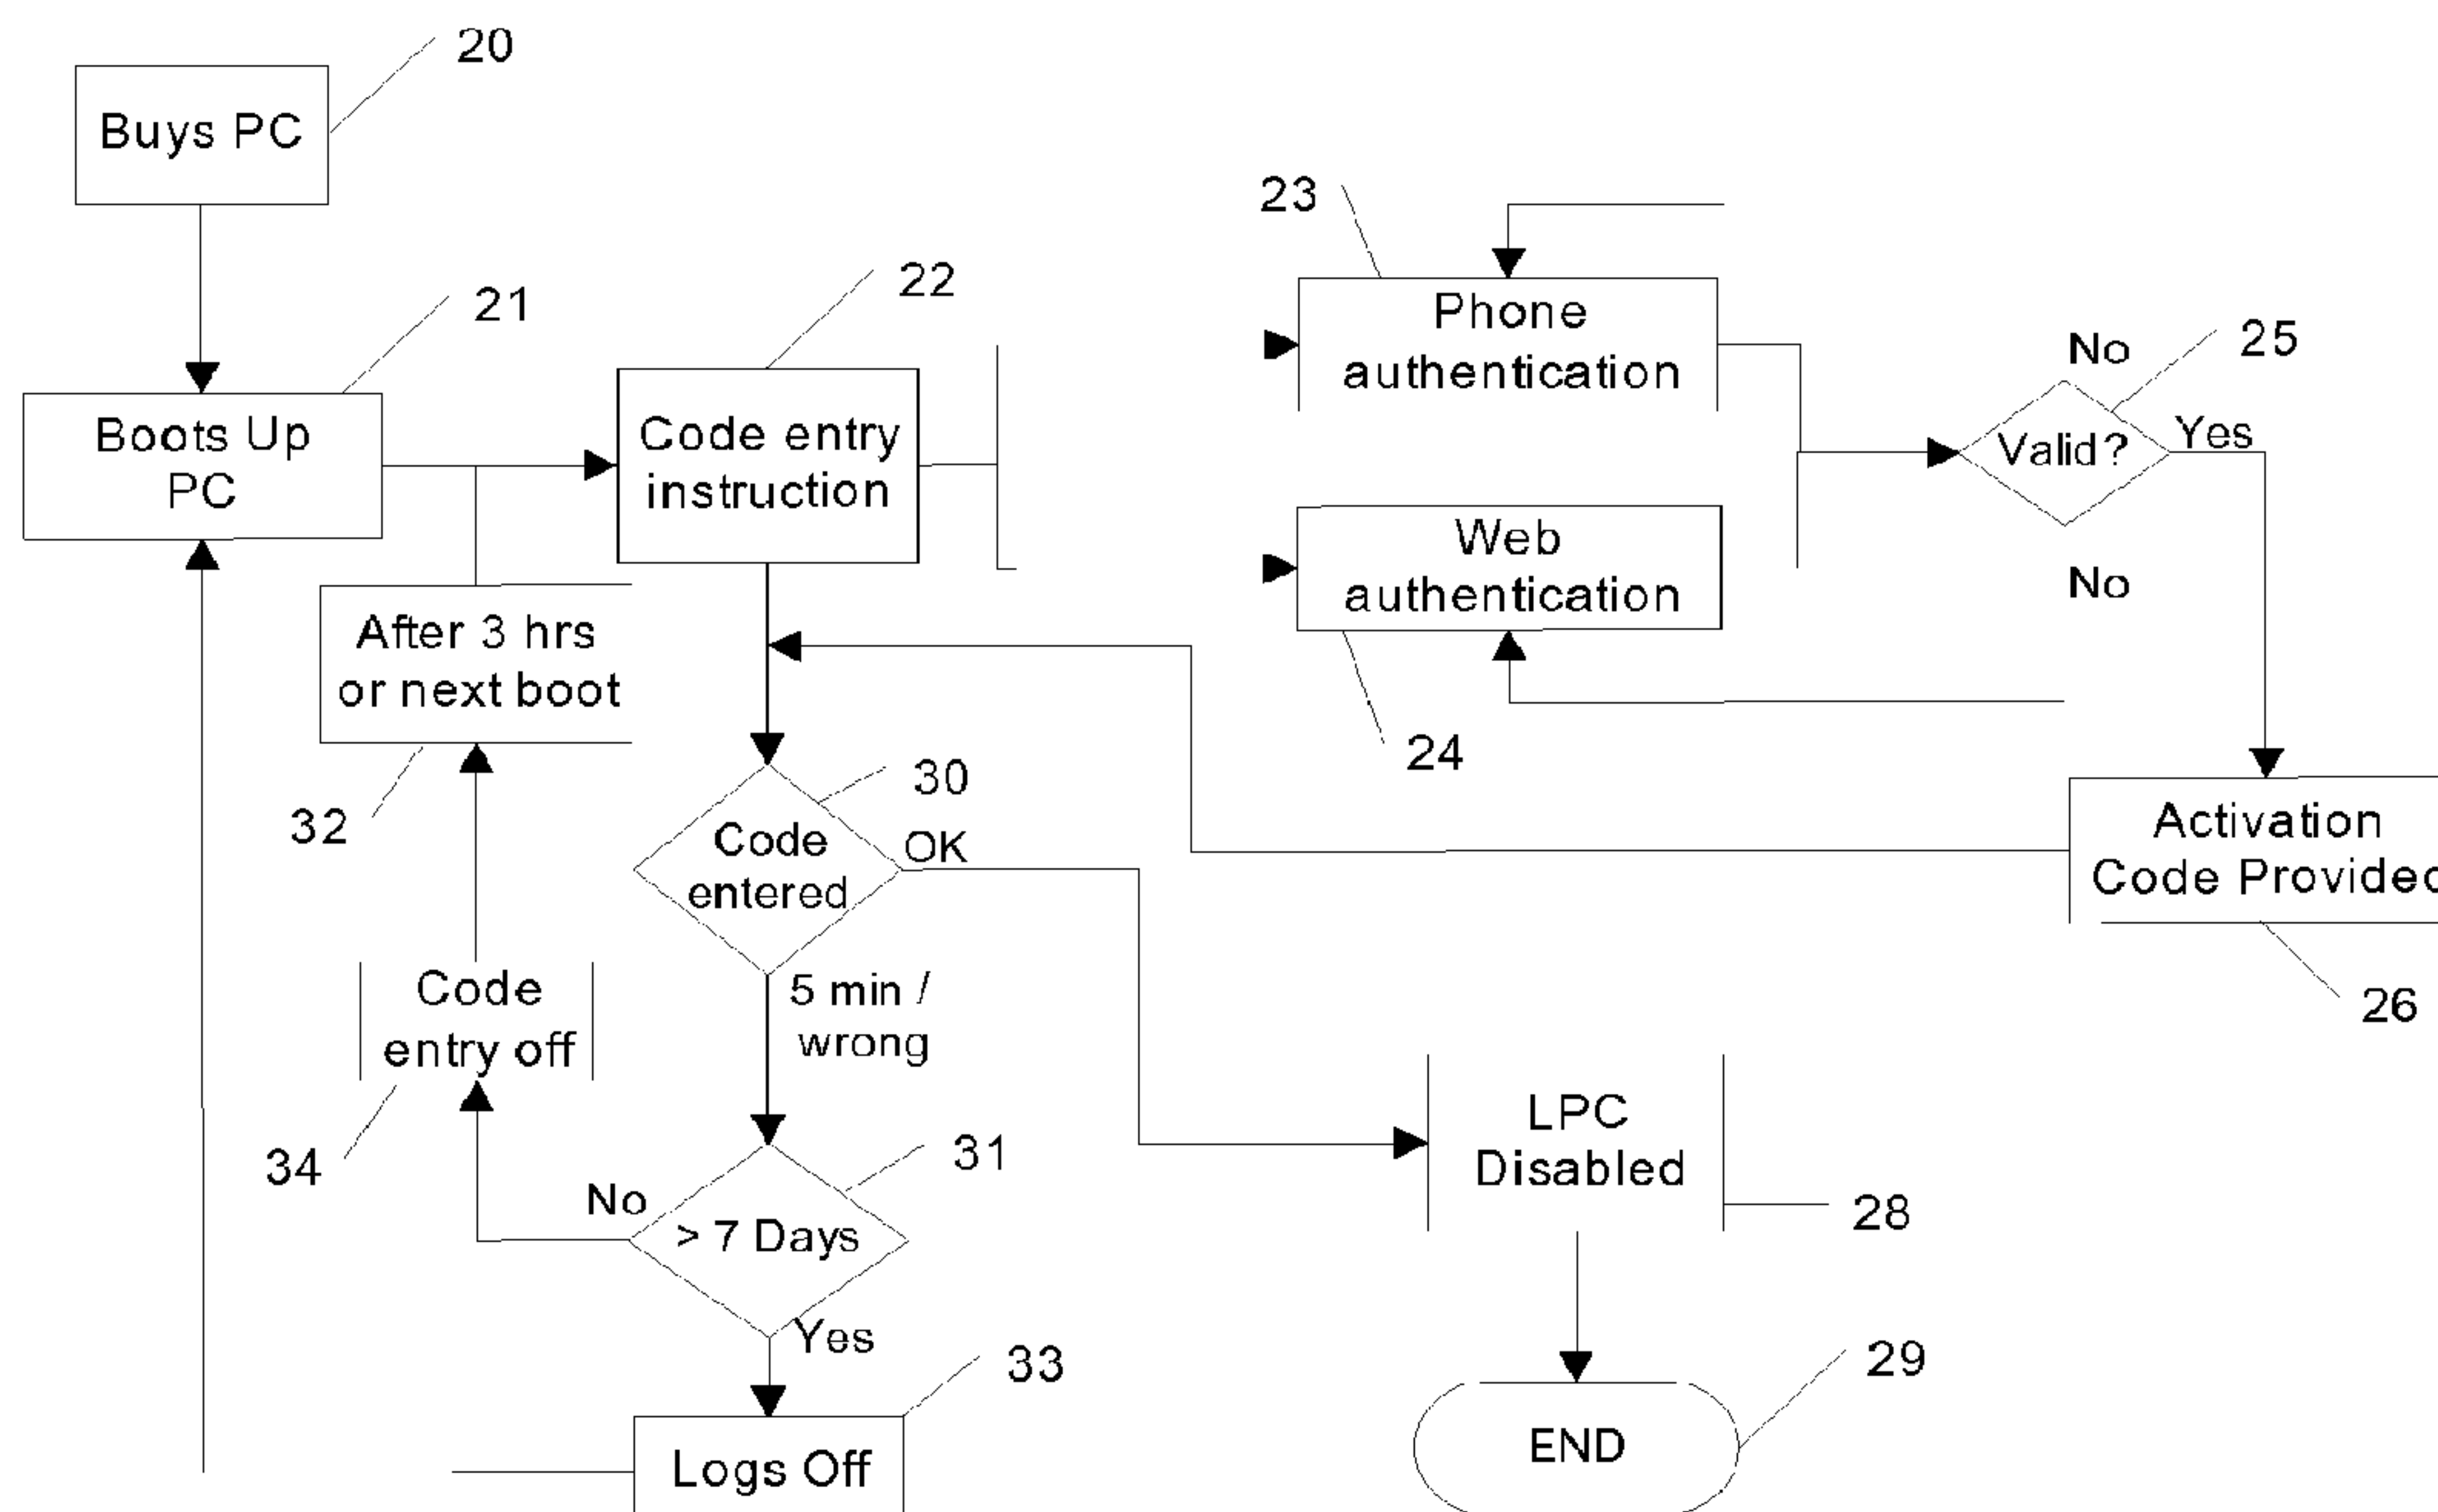 20
Buys PC
21
Boots Up
PC
22
Code entry
instruction
23
Phone
authentication
No
25
Valid?
Yes
No
Web
authentication
24
After 3 hrs
or next boot
32
30
Code
entered
OK
Activation
Code Provided
26
5 min /
wrong
Code
entry off
34
31
No
> 7 Days
Yes
LPC
Disabled
28
33
Logs Off
29
END